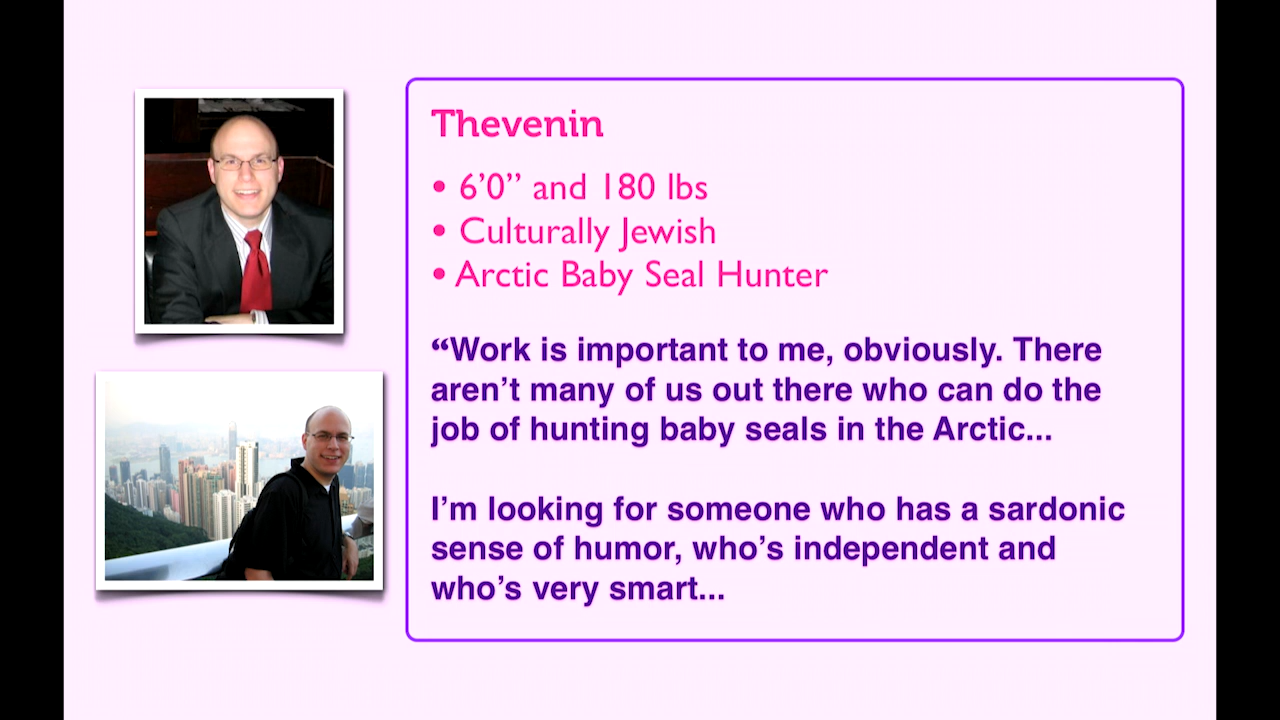 Thevenin
• 6’0” and 180 lbs
• Culturally Jewish
• Arctic Baby Seal Hunter
“Work is important to me, obviously. There
aren’t many of us out there who can do the
job of hunting baby seals in the Arctic...
I’m looking for someone who has a sardonic
sense of humor, who’s independent and
who’s very smart...